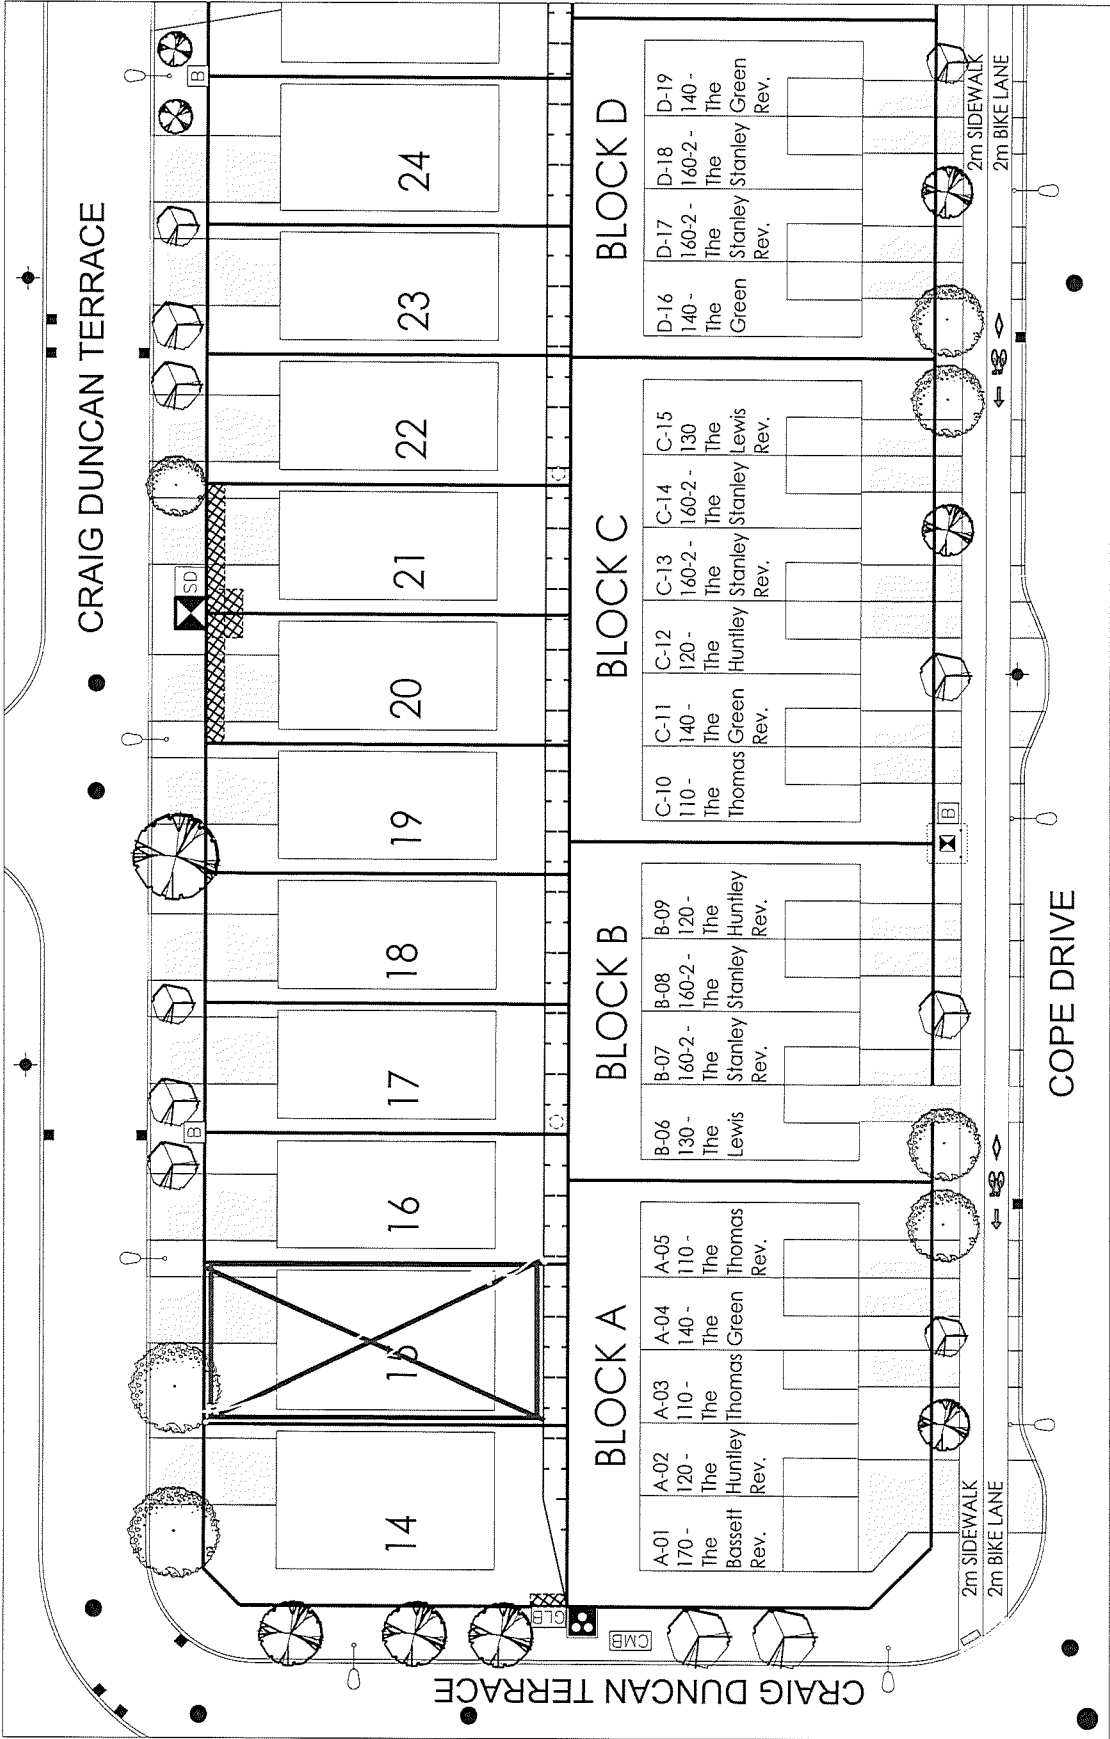 CRAIG DUNCAN TERRACE
B
SD
B
14
15
16
17
18
19
20
21
22
23
24
GLB
CMB
CRAIG DUNCAN TERRACE
BLOCK A
A-01
170 -
The
Bassett
Rev.
A-02
120 -
The
Huntley
Rev.
A-03
110 -
The
Thomas
A-04
140 -
The
Green
A-05
110 -
The
Thomas
Rev.
BLOCK B
B-06
130 -
The
Lewis
B-07
160-2 -
The
Stanley
Rev.
B-08
160-2 -
The
Stanley
B-09
120 -
The
Huntley
Rev.
BLOCK C
C-10
110 -
The
Thomas
C-11
140 -
The
Green
Rev.
C-12
120 -
The
Huntley
C-13
160-2 -
The
Stanley
Rev.
C-14
160-2 -
The
Stanley
C-15
130
The
Lewis
Rev.
BLOCK D
D-16
140 -
The
Green
D-17
160-2 -
The
Stanley
Rev.
D-18
160-2 -
The
Stanley
D-19
140 -
The
Green
Rev.
B
2m SIDEWALK
2m BIKE LANE
2m SIDEWALK
2m BIKE LANE
COPE DRIVE